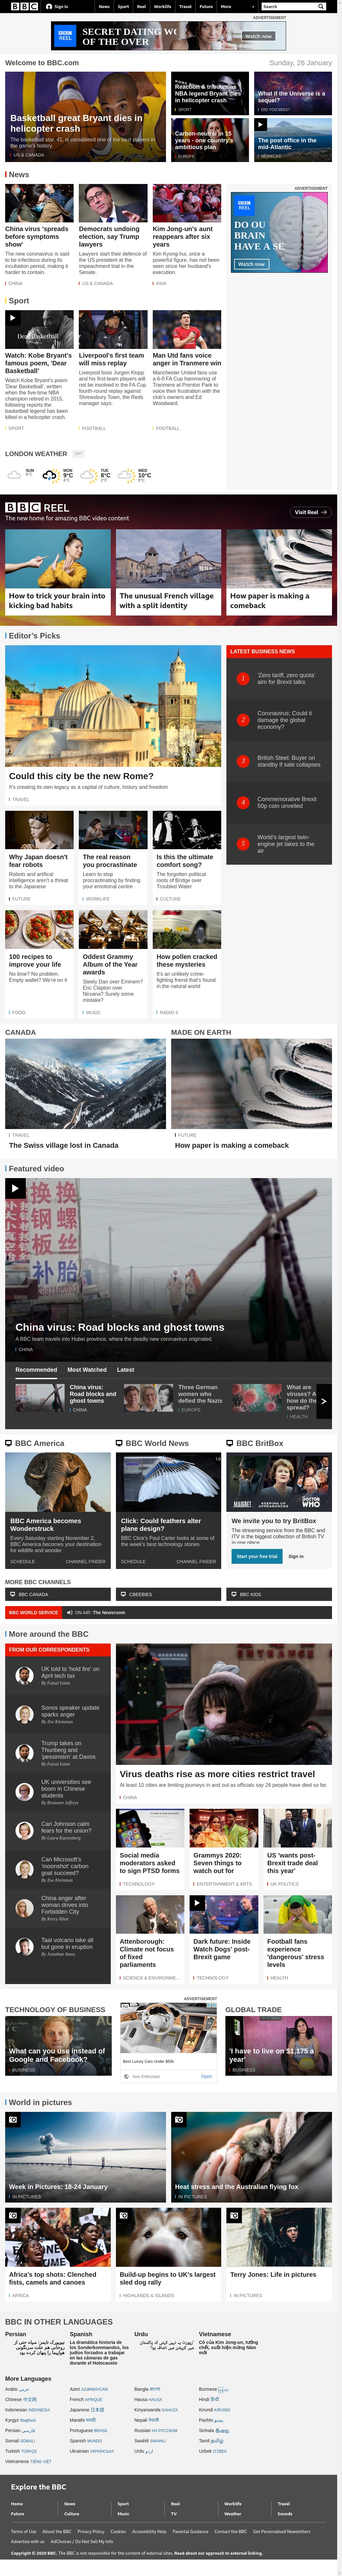 BBC Sign in News Sport Reel Worklife Travel Future More Search
ADVERTISEMENT
BBC REEL
SECRET DATING WO
OF THE OVER
Watch now
Welcome to BBC.com
Sunday, 26 January
Basketball great Bryant dies in helicopter crash
The basketball star, 41, is considered one of the best players in the game's history.
US & CANADA
Reaction & tributes as NBA legend Bryant dies in helicopter crash
SPORT
What if the Universe is a sequel?
DID YOU MISS?
Carbon-neutral in 15 years - one country's ambitious plan
EUROPE
The post office in the mid-Atlantic
WORKLIFE
News
China virus 'spreads before symptoms show'
The new coronavirus is said to be infectious during its incubation period, making it harder to contain.
CHINA
Democrats undoing election, say Trump lawyers
Lawyers start their defence of the US president at the impeachment trial in the Senate.
US & CANADA
Kim Jong-un's aunt reappears after six years
Kim Kyong-hui, once a powerful figure, has not been seen since her husband's execution.
ASIA
ADVERTISEMENT
BBC REEL
DO OU
BRAIN
HAVE A SE
Watch now
Sport
Dear Basketball
Watch: Kobe Bryant's famous poem, 'Dear Basketball'
Watch Kobe Bryant's poem 'Dear Basketball', written when the five-time NBA champion retired in 2015, following reports the basketball legend has been killed in a helicopter crash.
SPORT
Liverpool's first team will miss replay
Liverpool boss Jurgen Klopp and his first-team players will not be involved in the FA Cup fourth-round replay against Shrewsbury Town, the Reds manager says.
FOOTBALL
Man Utd fans voice anger in Tranmere win
Manchester United fans use a 6-0 FA Cup hammering of Tranmere at Prenton Park to voice their frustration with the club's owners and Ed Woodward.
FOOTBALL
LONDON WEATHER
EDIT
SUN
MON 9°C 4°C
TUE 8°C 2°C
WED 10°C
BBC REEL
The new home for amazing BBC video content
Visit Reel
How to trick your brain into kicking bad habits
The unusual French village with a split identity
How paper is making a comeback
Editor's Picks
Could this city be the new Rome?
It's creating its own legacy as a capital of culture, history and freedom
TRAVEL
LATEST BUSINESS NEWS
1 'Zero tariff, zero quota' aim for Brexit talks
2 Coronavirus: Could it damage the global economy?
3 British Steel: Buyer on standby if sale collapses
4 Commemorative Brexit 50p coin unveiled
5 World's largest twin-engine jet takes to the air
Why Japan doesn't fear robots
Robots and artifical intelligence aren't a threat to the Japanese
FUTURE
The real reason you procrastinate
Learn to stop procrastinating by finding your emotional centre
WORKLIFE
Is this the ultimate comfort song?
The forgotten political roots of Bridge over Troubled Water
CULTURE
100 recipes to improve your life
No time? No problem. Empty wallet? We're on it
FOOD
Oddest Grammy Album of the Year awards
Steely Dan over Eminem? Eric Clapton over Nirvana? Surely some mistake?
MUSIC
How pollen cracked these mysteries
It's an unlikely crime-fighting friend that's found in the natural world
RADIO 4
CANADA
TRAVEL
The Swiss village lost in Canada
MADE ON EARTH
FUTURE
How paper is making a comeback
Featured video
China virus: Road blocks and ghost towns
A BBC team travels into Hubei province, where the deadly new coronavirus originated.
CHINA
Recommended Most Watched Latest
China virus: Road blocks and ghost towns
CHINA
Three German women who defied the Nazis
EUROPE
What are viruses? A how do the spread?
HEALTH
BBC America
BBC America becomes Wonderstruck
Every Saturday starting November 2, BBC America becomes your destination for wildlife and wonder
SCHEDULE CHANNEL FINDER
BBC World News
Click: Could feathers alter plane design?
BBC Click's Paul Carter looks at some of the week's best technology stories
SCHEDULE CHANNEL FINDER
BBC BritBox
MAIGRET
KEEPING UP APPEARANCES
DOCTOR WHO
We invite you to try BritBox
The streaming service from the BBC and ITV is the biggest collection of British TV in one place
Start your free trial
Sign in
MORE BBC CHANNELS
BBC CANADA
CBEEBIES
BBC KIDS
BBC WORLD SERVICE
ON AIR: The Newsroom
More around the BBC
FROM OUR CORRESPONDENTS
UK told to 'hold fire' on April tech tax
By Faisal Islam
Sonos speaker update sparks anger
By Zoe Kleinman
Trump takes on Thunberg and 'pessimism' at Davos
By Faisal Islam
UK universities see boom in Chinese students
By Branwen Jeffreys
Can Johnson calm fears for the union?
By Laura Kuenssberg
Can Microsoft's 'moonshot' carbon goal succeed?
By Zoe Kleinman
China anger after woman drives into Forbidden City
By Kerry Allen
Taal volcano lake all but gone in eruption
By Jonathan Amos
Virus deaths rise as more cities restrict travel
At least 10 cities are limiting journeys in and out as officials say 26 people have died so far.
CHINA
Social media moderators asked to sign PTSD forms
TECHNOLOGY
Grammys 2020: Seven things to watch out for
ENTERTAINMENT & ARTS
US 'wants post-Brexit trade deal this year'
UK POLITICS
Attenborough: Climate not focus of fixed parliaments
SCIENCE & ENVIRONME...
Dark future: Inside Watch Dogs' post-Brexit game
TECHNOLOGY
Football fans experience 'dangerous' stress levels
HEALTH
TECHNOLOGY OF BUSINESS
What can you use instead of Google and Facebook?
BUSINESS
ADVERTISEMENT
Best Luxury Cars Under $50k
Auto Enthusiast
Open
GLOBAL TRADE
'I have to live on $1,175 a year'
BUSINESS
World in pictures
Week in Pictures: 18-24 January
IN PICTURES
Heat stress and the Australian flying fox
IN PICTURES
Africa's top shots: Clenched fists, camels and canoes
AFRICA
Build-up begins to UK's largest sled dog rally
HIGHLANDS & ISLANDS
Terry Jones: Life in pictures
IN PICTURES
BBC IN OTHER LANGUAGES
Persian
Spanish
La dramática historia de los Sonderkommandos, los judíos forzados a trabajar en las cámaras de gas durante el Holocausto
Urdu
Vietnamese
Cô của Kim Jong-un, tưởng chết, xuất hiện mừng Năm mới
More Languages
Arabic عربي
Azeri AZƏRBAYCAN
Bangla বাংলা
Burmese
Chinese 中文网
French AFRIQUE
Hausa HAUSA
Hindi हिन्दी
Indonesian INDONESIA
Japanese 日本語
Kinyarwanda GAHUZA
Kirundi KIRUNDI
Kyrgyz Кыргыз
Marathi मराठी
Nepali नेपाली
Pashto پښتو
Persian فارسی
Portuguese BRASIL
Russian НА РУССКОМ
Sinhala සිංහල
Somali SOMALI
Spanish MUNDO
Swahili SWAHILI
Tamil தமிழ்
Turkish TÜRKÇE
Ukrainian УКРАЇНСЬКА
Urdu اردو
Uzbek O'ZBEK
Vietnamese TIẾNG VIỆT
Explore the BBC
Home News Sport Reel Worklife Travel
Future Culture Music TV Weather Sounds
Terms of Use About the BBC Privacy Policy Cookies Accessibility Help Parental Guidance Contact the BBC Get Personalised Newsletters
Advertise with us AdChoices / Do Not Sell My Info
Copyright © 2020 BBC. The BBC is not responsible for the content of external sites. Read about our approach to external linking.